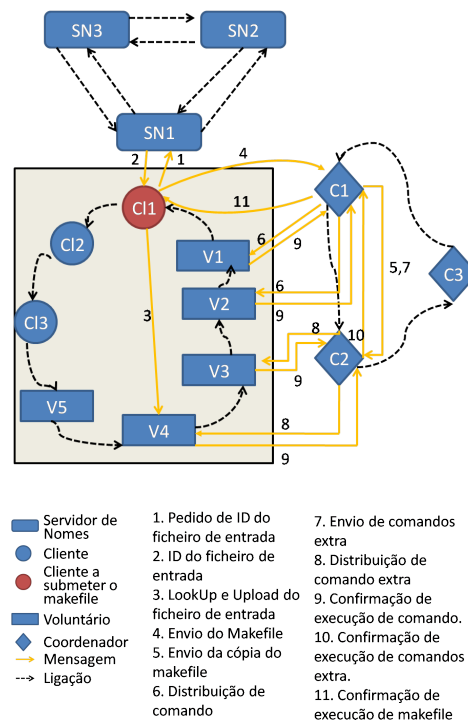 SN3
SN2
SN1
2
1
4
Cl1
11
C1
Cl2
V1
6
9
5,7
C3
V2
6
9
Cl3
3
8
10
V3
9
C2
V5
V4
8
9
Servidor de
Nomes
Cliente
Cliente a
submeter o
makefile
Voluntário
Coordenador
Mensagem
Ligação
1. Pedido de ID do
ficheiro de entrada
2. ID do ficheiro de
entrada
3. LookUp e Upload do
ficheiro de entrada
4. Envio do Makefile
5. Envio da cópia do
makefile
6. Distribuição de
comando
7. Envio de comandos
extra
8. Distribuição de
comando extra
9. Confirmação de
execução de comando.
10. Confirmação de
execução de comandos
extra.
11. Confirmação de
execução de makefile